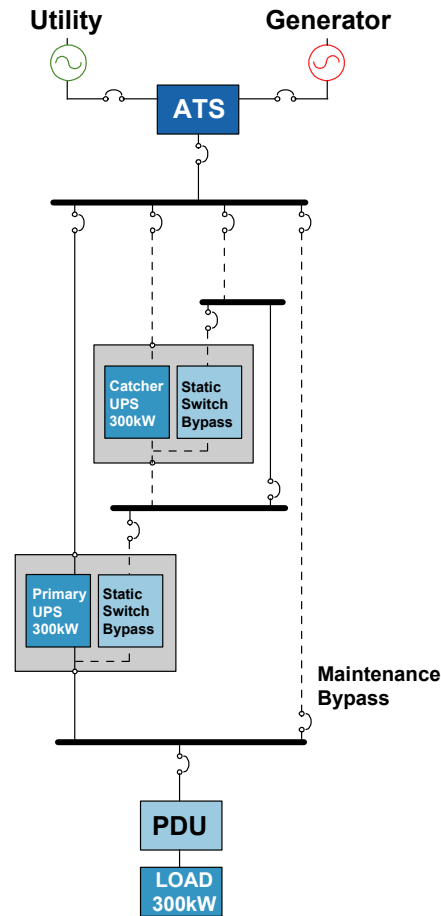 Utility
Generator
ATS
Catcher
UPS
300kW
Static
Switch
Bypass
Primary
UPS
300kW
Static
Switch
Bypass
Maintenance
Bypass
PDU
LOAD
300kW